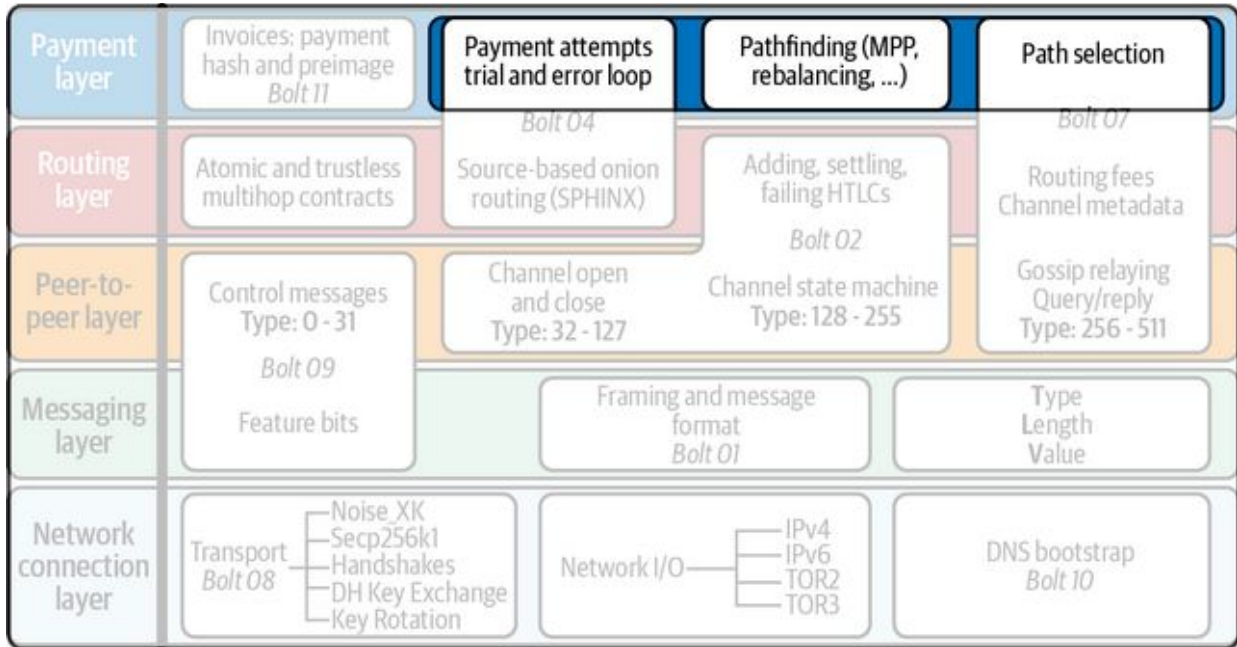 Payment
layer
Invoices: payment
hash and preimage
Bolt 11
Payment attempts
trial and error loop
Pathfinding (MPP,
rebalancing, ...)
Path selection
Bolt 04
Bolt 07
Routing
layer
Atomic and trustless
multihop contracts
Source-based onion
routing (SPHINX)
Adding, settling,
failing HTLCs
Bolt 02
Routing fees
Channel metadata
Peer-to-
peer layer
Control messages
Type: 0 - 31
Bolt 09
Channel open
and close
Type: 32 - 127
Channel state machine
Type: 128 - 255
Gossip relaying
Query/reply
Type: 256 - 511
Messaging
layer
Feature bits
Framing and message
format
Bolt 01
Type
Length
Value
Network
connection
layer
Transport
Bolt 08
Noise_XK
Secp256k1
Handshakes
DH Key Exchange
Key Rotation
Network I/O
IPv4
IPv6
TOR2
TOR3
DNS bootstrap
Bolt 10